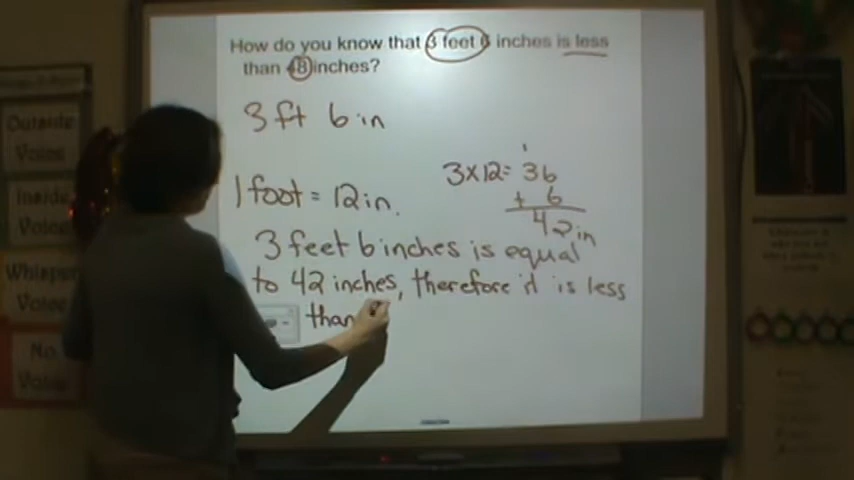 How do you know that 3 feet 6 inches is less
than 48 inches?
3 ft 6 in
3x12= 36
1
+ 6
42 in
1 foot = 12 in.
3 feet 6 inches is equal
to 42 inches, therefore it is less
than
Outside
Voice
Inside
Voice
Whisper
Voice
No
Voice